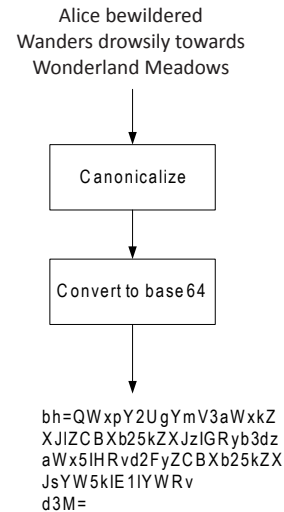 Alice bewildered
Wanders drowsily towards
Wonderland Meadows
Canonicalize
Convert to base64
bh=QWxpY2UgYmV3aWxkZ
XJlZCBXb25kZXJzIGRyb3dz
aWx5IHRvd2FyZCBXb25kZX
JsYW5kIE1lYWRv
d3M=